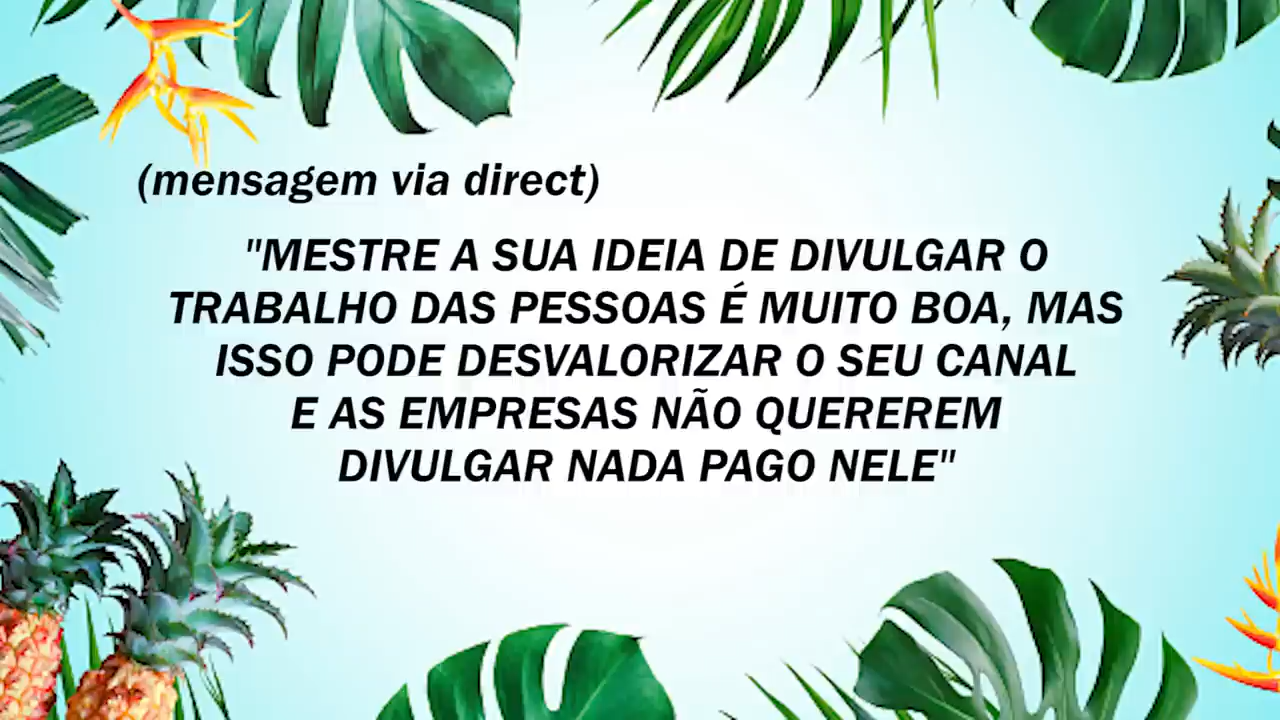 (mensagem via direct)
"MESTRE A SUA IDEIA DE DIVULGAR O
TRABALHO DAS PESSOAS É MUITO BOA, MAS
ISSO PODE DESVALORIZAR O SEU CANAL
E AS EMPRESAS NÃO QUEREREM
DIVULGAR NADA PAGO NELE"